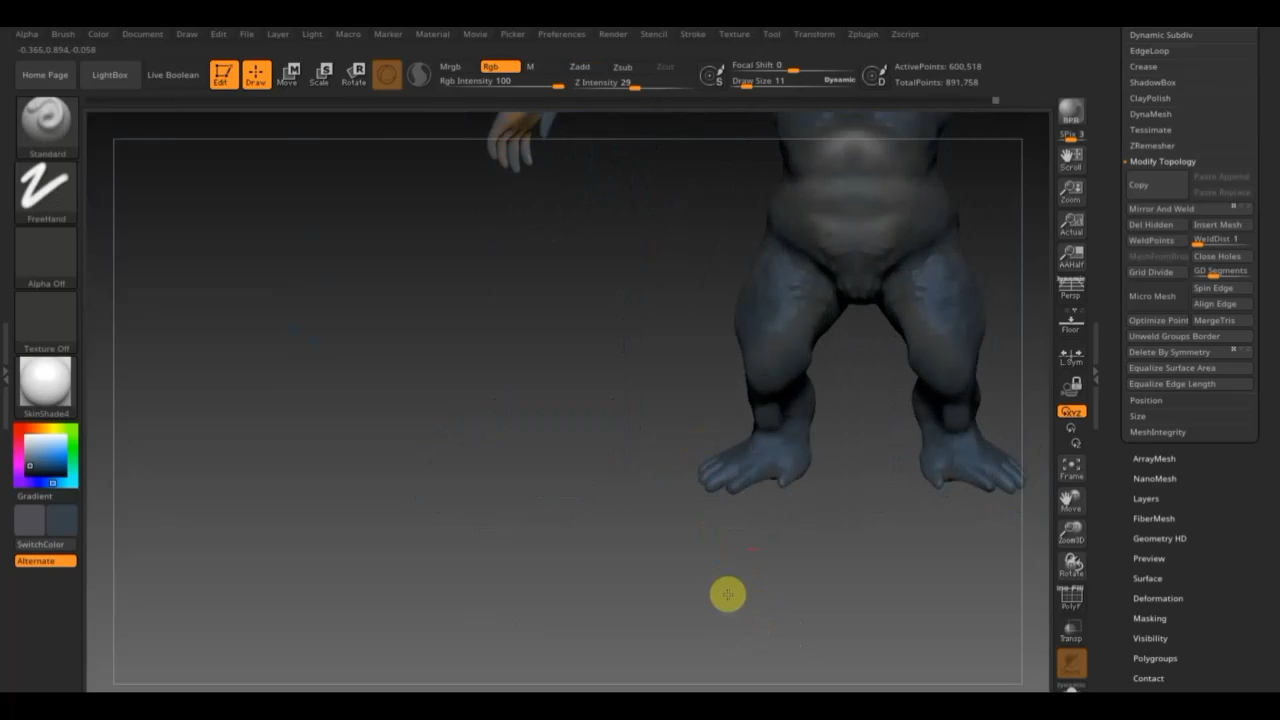 Alpha Brush Color Document Draw Edit File Layer Light Macro Marker Material Movie Picker Preferences Render Stencil Stroke Texture Tool Transform Zplugin Zscript
-0.365,0.894,-0.058
Home Page LightBox Live Boolean Edit Draw Move Scale Rotate
Mrgb Rgb M
Rgb Intensity 100
Zadd Zsub Zcut
Z Intensity 29
S
Focal Shift 0
Draw Size 11 Dynamic
D
ActivePoints: 600,518
TotalPoints: 891,758
Standard
FreeHand
Alpha Off
Texture Off
SkinShade4
Gradient
SwitchColor
Alternate
BPR
SPix 3
Scroll
Zoom
Actual
AAHalf
Dynamic
Persp
Floor
L.Sym
XYZ
Frame
Move
Zoom3D
Rotate
PolyF
Transp
Dynamic Subdiv
EdgeLoop
Crease
ShadowBox
ClayPolish
DynaMesh
Tessimate
ZRemesher
Modify Topology
Copy
Paste Append
Paste Replace
Mirror And Weld
Del Hidden Insert Mesh
WeldPoints WeldDist 1
MeshFromBrus Close Holes
Grid Divide GD Segments
Micro Mesh
Spin Edge
Align Edge
Optimize Point MergeTris
Unweld Groups Border
Delete By Symmetry
Equalize Surface Area
Equalize Edge Length
Position
Size
MeshIntegrity
ArrayMesh
NanoMesh
Layers
FiberMesh
Geometry HD
Preview
Surface
Deformation
Masking
Visibility
Polygroups
Contact